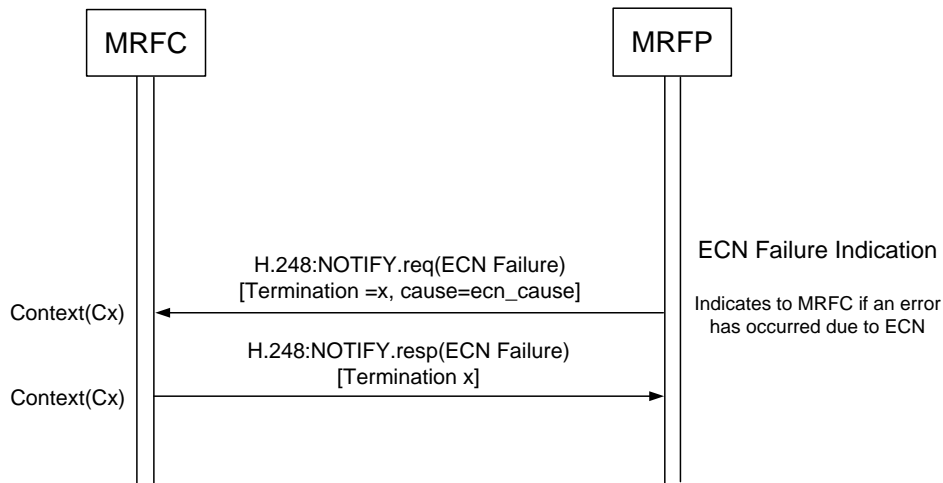 MRFC
MRFP
ECN Failure Indication
H.248:NOTIFY.req(ECN Failure)
[Termination =x, cause=ecn_cause]
Indicates to MRFC if an error
has occurred due to ECN
Context(Cx)
H.248:NOTIFY.resp(ECN Failure)
[Termination x]
Context(Cx)